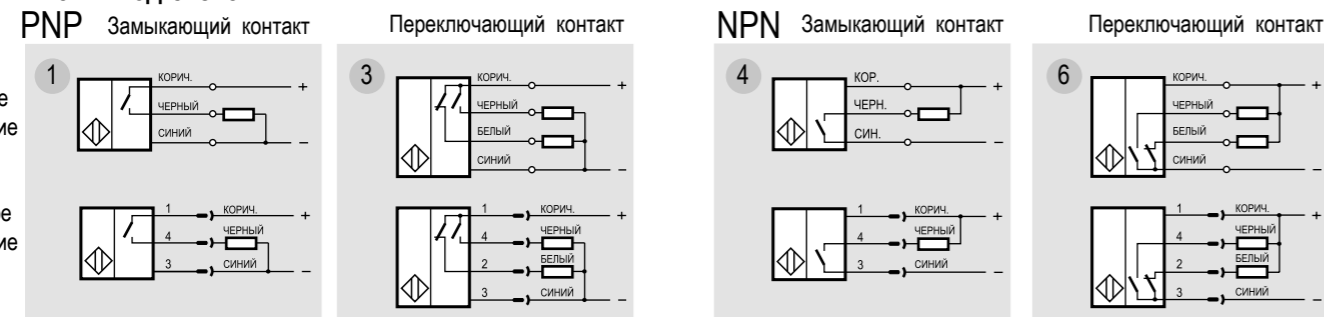 PNP Замыкающий контакт
Переключающий контакт
NPN Замыкающий контакт
Переключающий контакт
1
КОРИЧ.
+
ЧЕРНЫЙ
СИНИЙ
–
1
КОРИЧ.
+
4
ЧЕРНЫЙ
3
СИНИЙ
–
3
КОРИЧ.
+
ЧЕРНЫЙ
БЕЛЫЙ
СИНИЙ
–
1
КОРИЧ.
+
4
ЧЕРНЫЙ
2
БЕЛЫЙ
3
СИНИЙ
–
4
КОР.
+
ЧЕРН.
СИН.
–
1
КОРИЧ.
+
4
ЧЕРНЫЙ
3
СИНИЙ
–
6
КОРИЧ.
+
ЧЕРНЫЙ
БЕЛЫЙ
СИНИЙ
–
1
КОРИЧ.
+
4
ЧЕРНЫЙ
2
БЕЛЫЙ
3
СИНИЙ
–